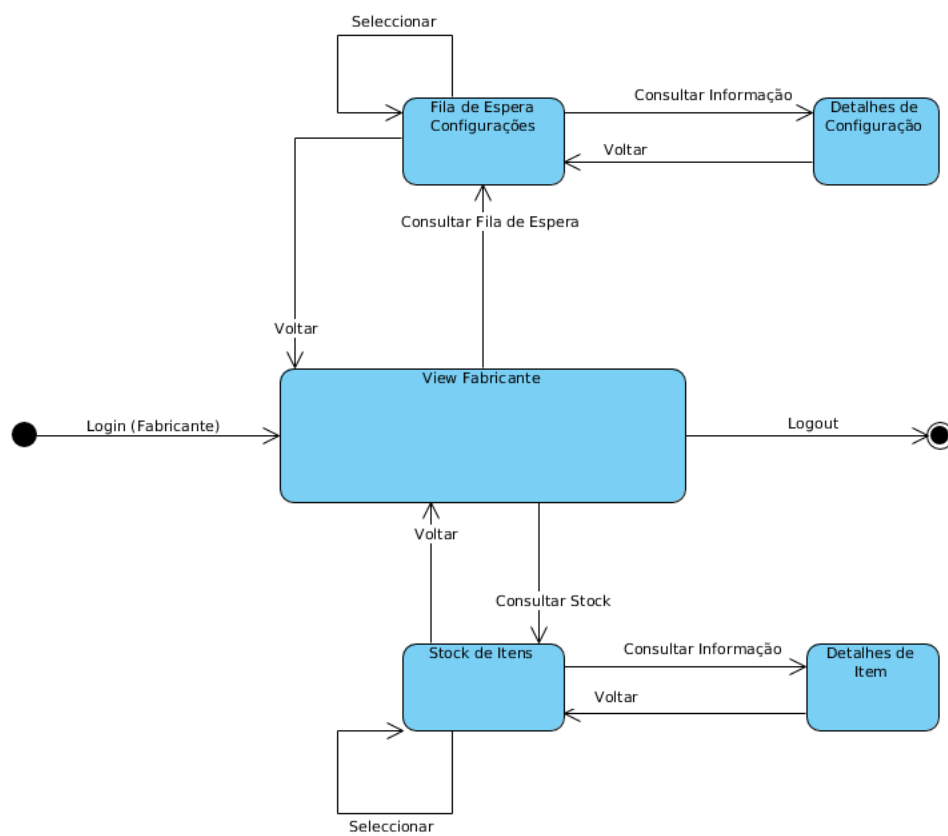 Seleccionar
Fila de Espera
Configurações
Consultar Informação
Detalhes de
Configuração
Voltar
Consultar Fila de Espera
Voltar
View Fabricante
Login (Fabricante)
Logout
Voltar
Consultar Stock
Stock de Itens
Consultar Informação
Detalhes de
Item
Voltar
Seleccionar